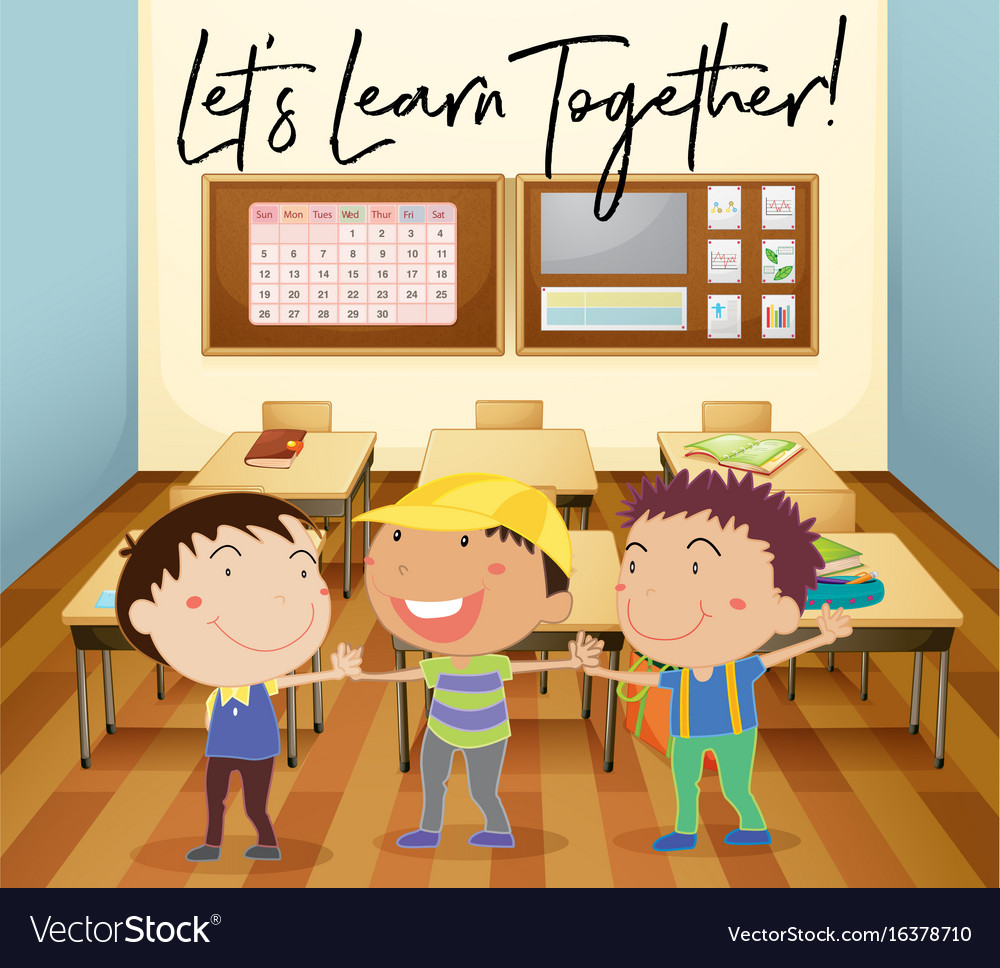 Let's Learn Together!
Sun Mon Tues Wed Thur Fri Sat
1 2 3 4
5 6 7 8 9 10 11
12 13 14 15 16 17 18
19 20 21 22 23 24 25
26 27 28 29 30
VectorStock®
VectorStock.com/16378710